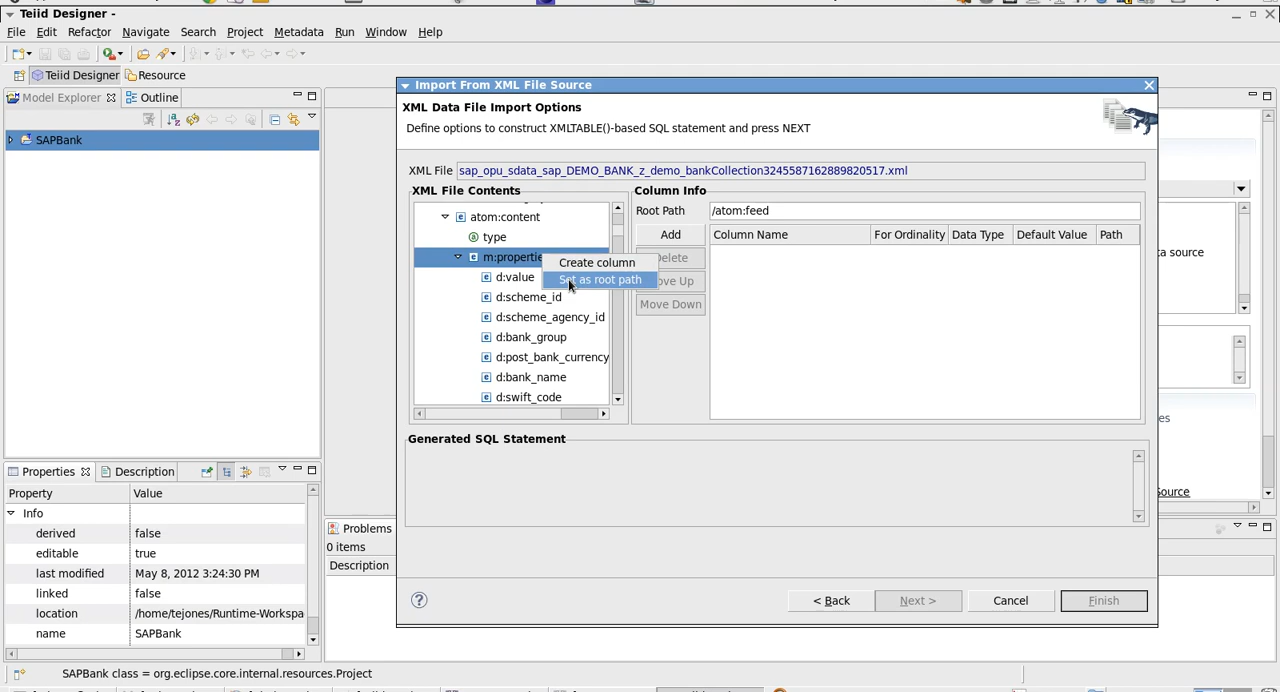 Teiid Designer -
File Edit Refactor Navigate Search Project Metadata Run Window Help
Teiid Designer Resource
Model Explorer Outline
SAPBank
Import From XML File Source
XML Data File Import Options
Define options to construct XMLTABLE()-based SQL statement and press NEXT
XML File sap_opu_sdata_sap_DEMO_BANK_z_demo_bankCollection3245587162889820517.xml
XML File Contents
atom:content
type
m:propertie
d:value
d:scheme_id
d:scheme_agency_id
d:bank_group
d:post_bank_currency
d:bank_name
d:swift_code
Create column
Set as root path
Column Info
Root Path /atom:feed
Add
Delete
ove Up
Move Down
Column Name For Ordinality Data Type Default Value Path
Generated SQL Statement
< Back Next > Cancel Finish
ta source
es
Source
Properties Description
Property Value
Info
derived false
editable true
last modified May 8, 2012 3:24:30 PM
linked false
location /home/tejones/Runtime-Workspa
name SAPBank
Problems
0 items
Description
SAPBank class = org.eclipse.core.internal.resources.Project